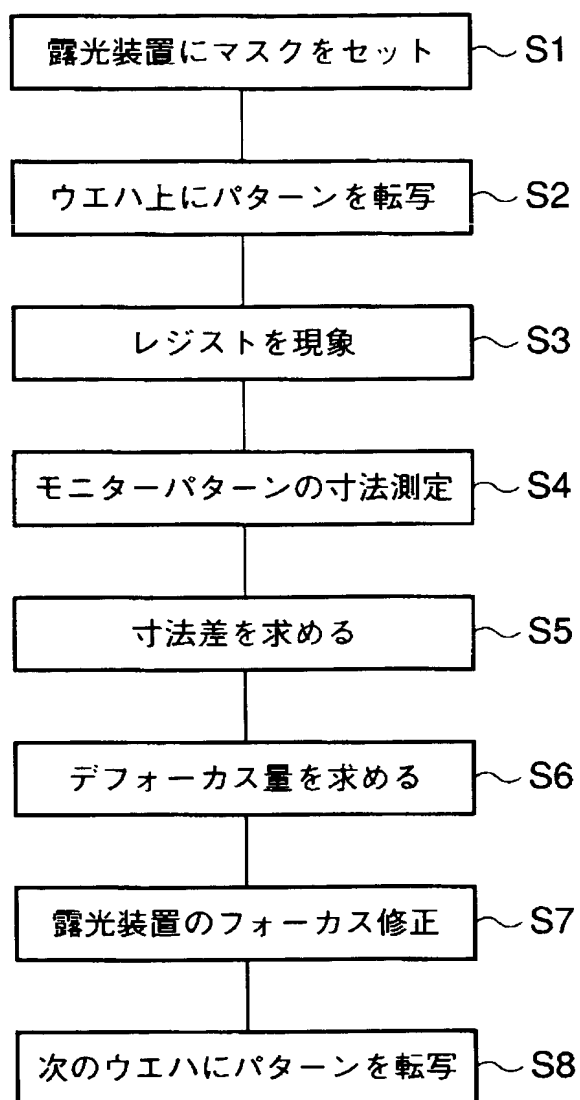 露光装置にマスクをセット S1
ウエハ上にパターンを転写 S2
レジストを現象 S3
モニターパターンの寸法測定 S4
寸法差を求める S5
デフォーカス量を求める S6
露光装置のフォーカス修正 S7
次のウエハにパターンを転写 S8